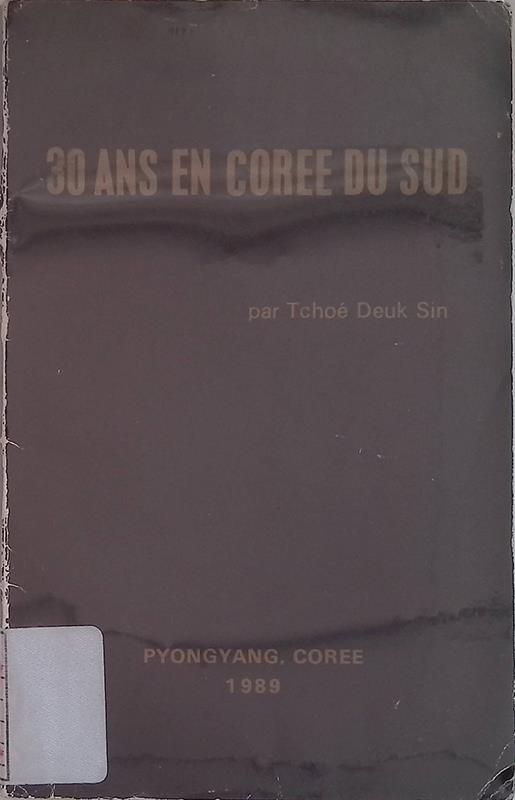 30 ANS EN COREE DU SUD
par Tchoé Deuk Sin
PYONGYANG, COREE
1989